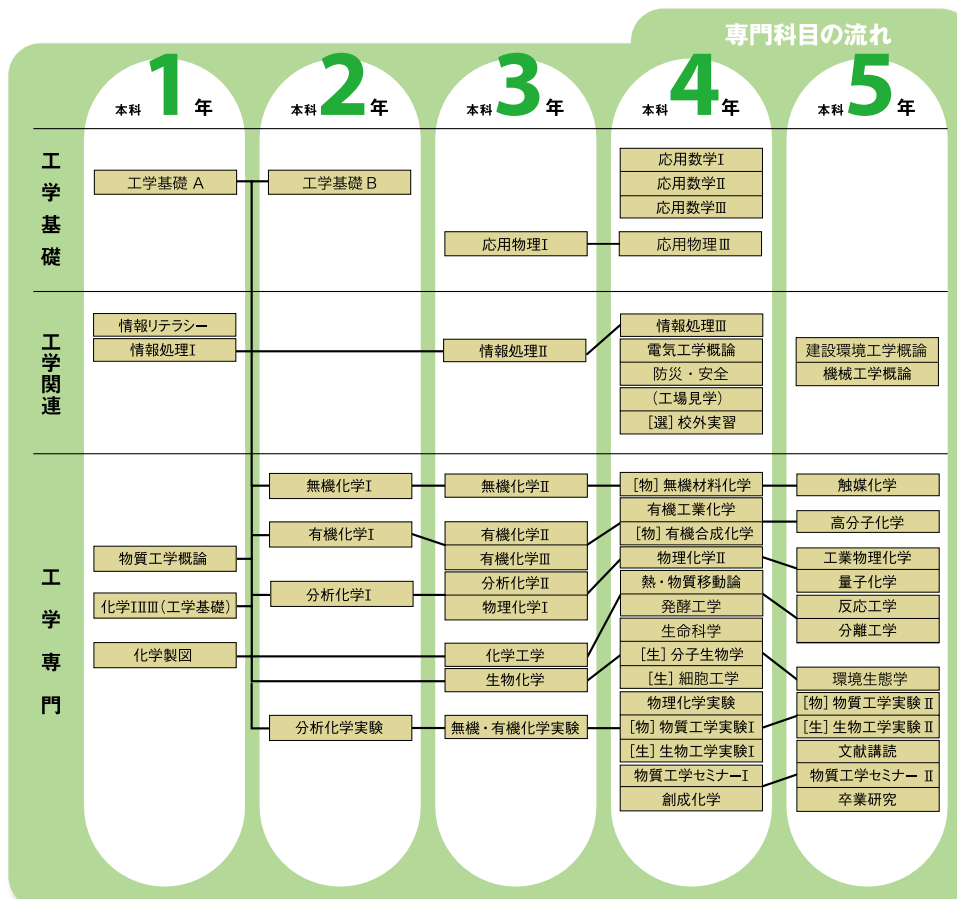 専門科目の流れ
本科 1 年
本科 2 年
本科 3 年
本科 4 年
本科 5 年
工学基礎
工学基礎 A
工学基礎 B
応用数学Ⅰ
応用数学Ⅱ
応用数学Ⅲ
応用物理Ⅰ
応用物理Ⅲ
工学関連
情報リテラシー
情報処理Ⅰ
情報処理Ⅱ
情報処理Ⅲ
電気工学概論
防災・安全
（工場見学）
［選］校外実習
建設環境工学概論
機械工学概論
工学専門
物質工学概論
化学ⅠⅡⅢ（工学基礎）
化学製図
無機化学Ⅰ
有機化学Ⅰ
分析化学Ⅰ
分析化学実験
無機化学Ⅱ
有機化学Ⅱ
有機化学Ⅲ
分析化学Ⅱ
物理化学Ⅰ
化学工学
生物化学
無機・有機化学実験
［物］無機材料化学
有機工業化学
［物］有機合成化学
物理化学Ⅱ
熱・物質移動論
発酵工学
生命科学
［生］分子生物学
［生］細胞工学
物理化学実験
［物］物質工学実験Ⅰ
［生］生物工学実験Ⅰ
物質工学セミナーⅠ
創成化学
触媒化学
高分子化学
工業物理化学
量子化学
反応工学
分離工学
環境生態学
［物］物質工学実験Ⅱ
［生］生物工学実験Ⅱ
文献講読
物質工学セミナー Ⅱ
卒業研究